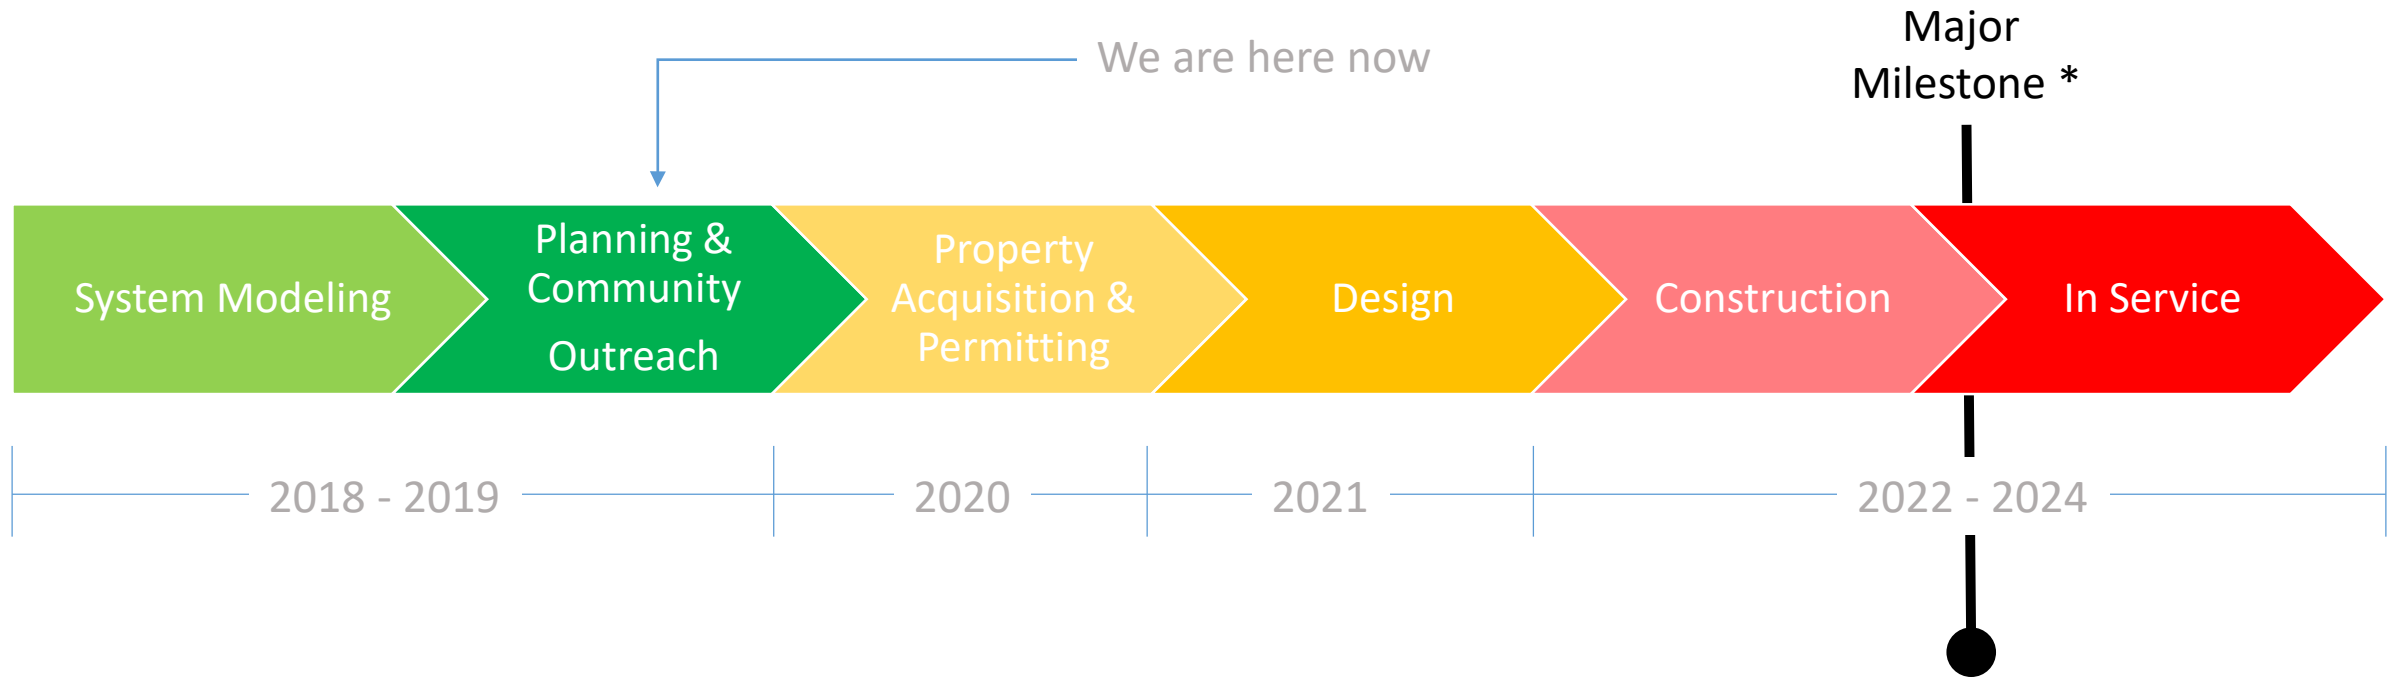 We are here now
Major
Milestone *
System Modeling
Planning &
Community
Outreach
Property
Acquisition &
Permitting
Design
Construction
In Service
2018 - 2019
2020
2021
2022 - 2024